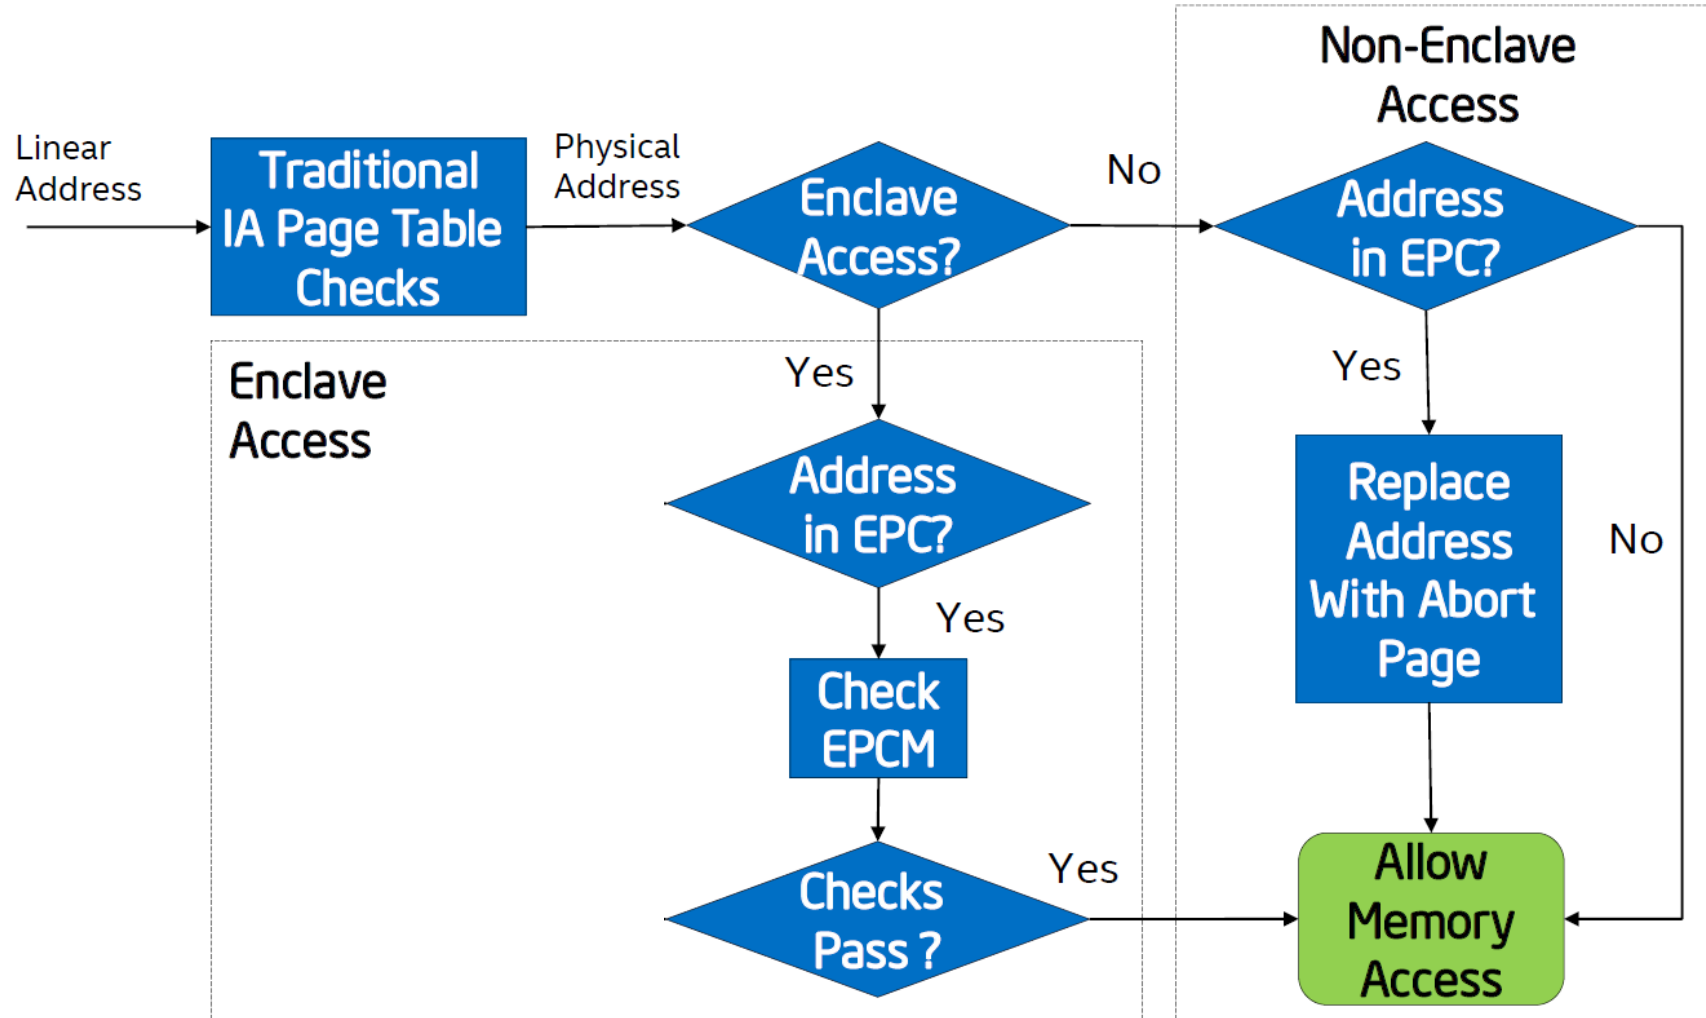 Linear
Address
Traditional
IA Page Table
Checks
Physical
Address
Enclave
Access?
No
Non-Enclave
Access
Address
in EPC?
Yes
Replace
Address
With Abort
Page
No
Enclave
Access
Yes
Address
in EPC?
Yes
Check
EPCM
Checks
Pass ?
Yes
Allow
Memory
Access